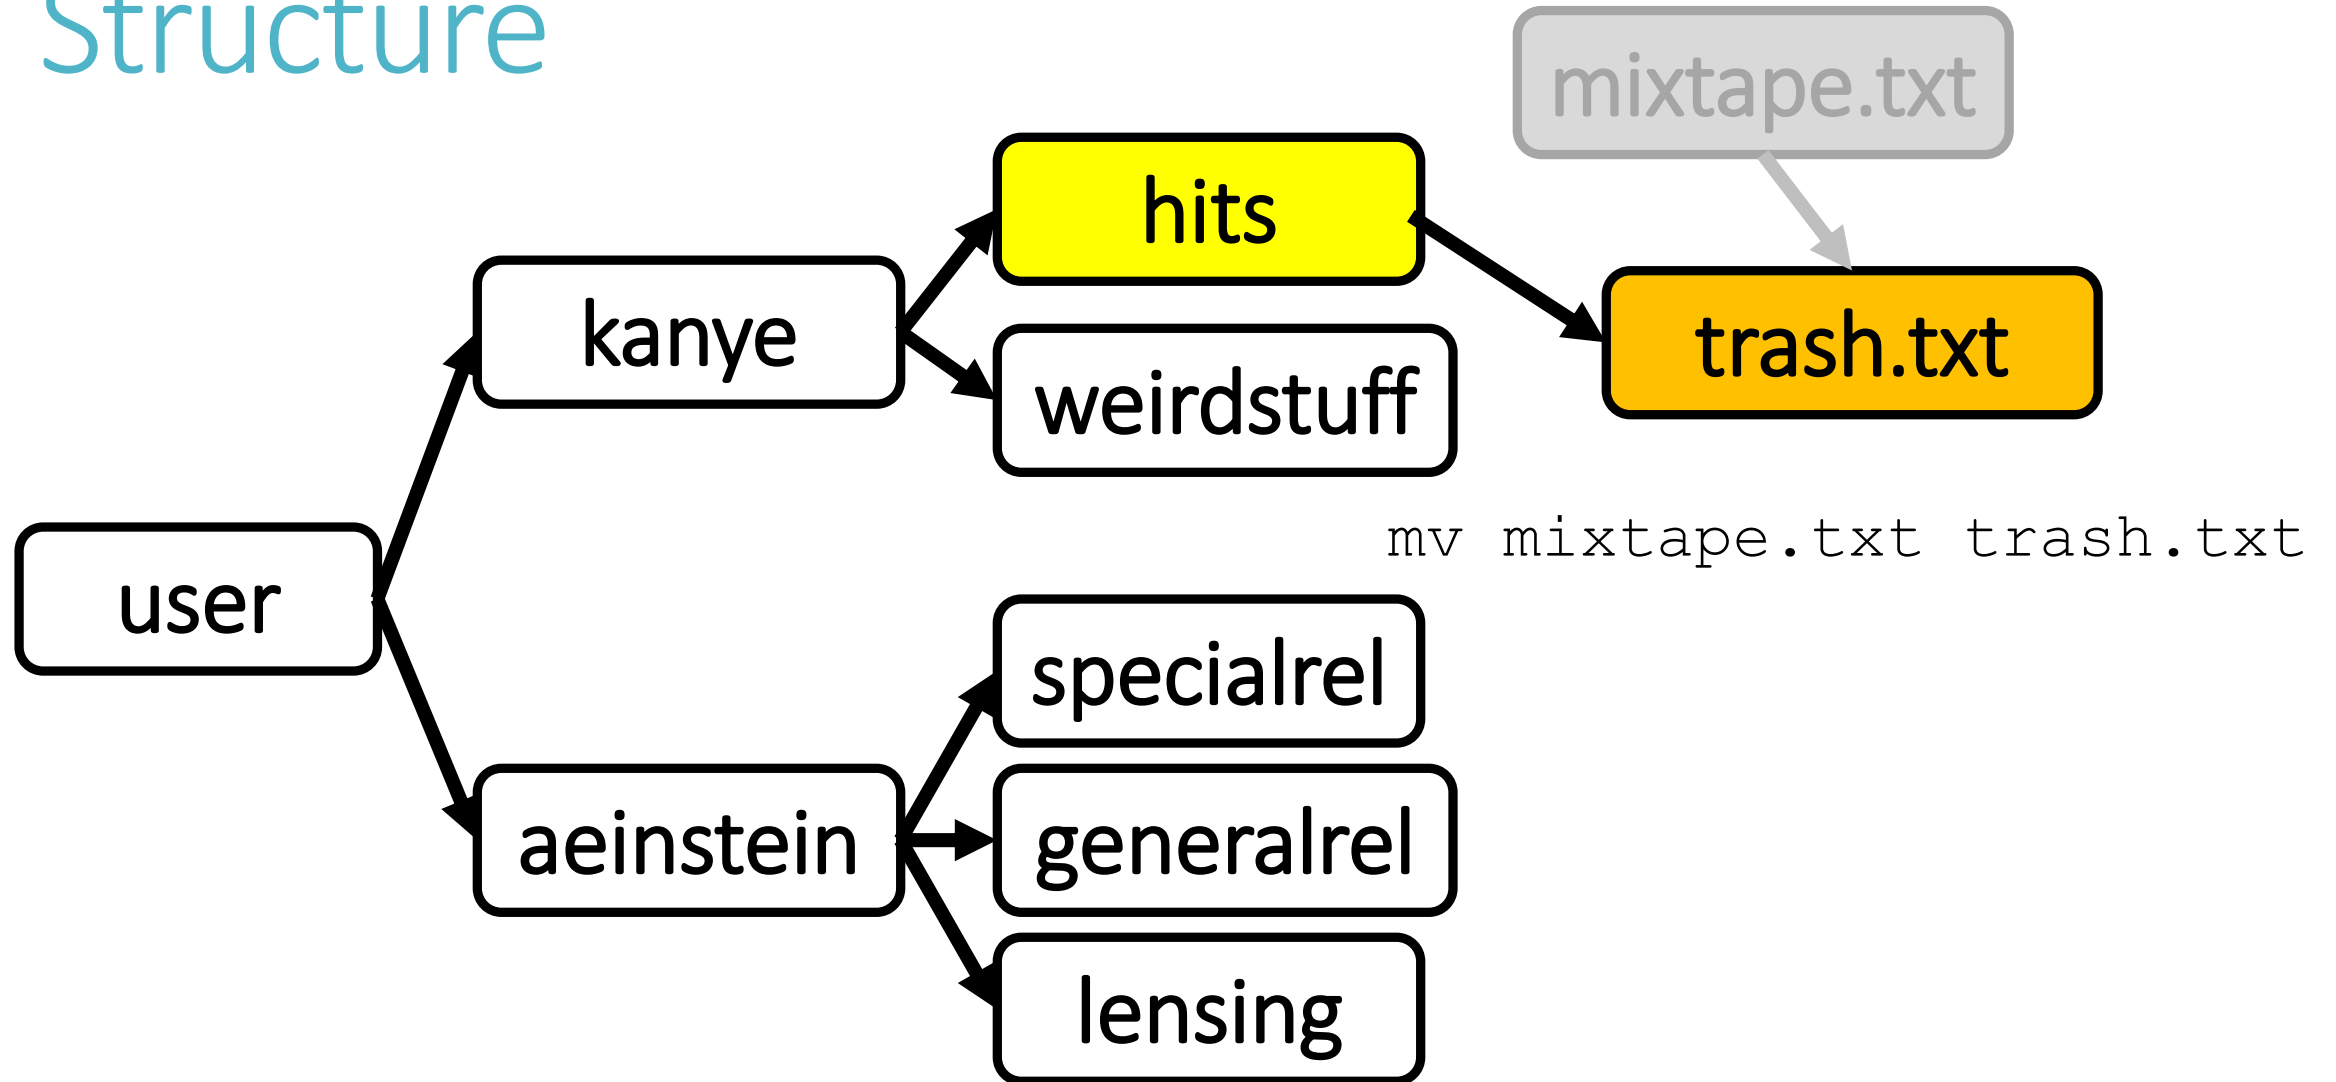 Structure
mixtape.txt
hits
kanye
trash.txt
weirdstuff
mv mixtape.txt trash.txt
user
specialrel
aeinstein
generalrel
lensing